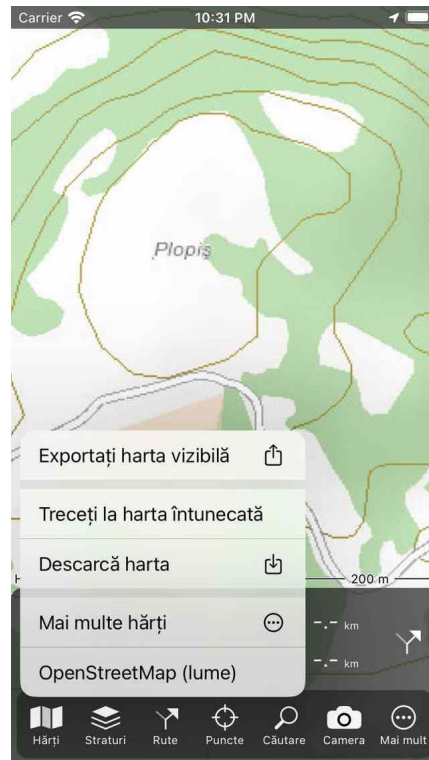 Carrier 10:31 PM
Plopiș
Exportați harta vizibilă
Treceți la harta întunecată
Descarcă harta
200 m
Mai multe hărți
-.- km
OpenStreetMap (lume)
-.- km
Hărți Straturi Rute Puncte Căutare Camera Mai mult